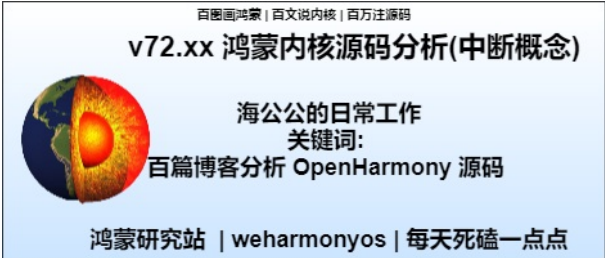 百图画鸿蒙 | 百文说内核 | 百万注源码
v72.xx 鸿蒙内核源码分析(中断概念)
海公公的日常工作
关键词:
百篇博客分析 OpenHarmony 源码
鸿蒙研究站 | weharmonyos | 每天死磕一点点